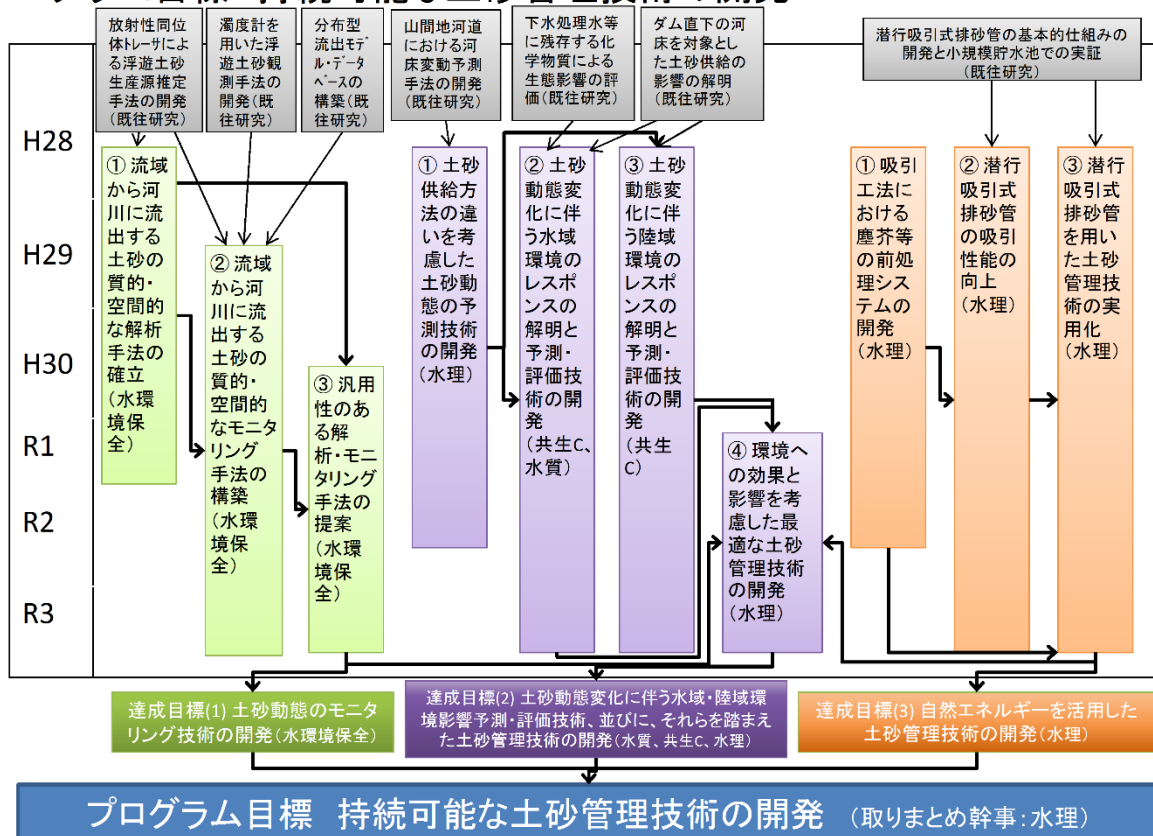 放射性同位
体トレーサによ
る浮遊土砂
生産源推定
手法の開発
(既往研究)
濁度計を
用いた浮
遊土砂観
測手法の
開発(既
往研究)
分布型
流出モデ
ル・データ
ベースの
構築(既
往研究)
山間地河道
における河
床変動予測
手法の開発
(既往研究)
下水処理水等
に残存する化
学物質による
生態影響の評
価(既往研究)
ダム直下の河
床を対象とし
た土砂供給の
影響の解明
(既往研究)
潜行吸引式排砂管の基本的仕組みの
開発と小規模貯水池での実証
(既往研究)
H28
H29
H30
R1
R2
R3
① 流域
から河
川に流
出する
土砂の
質的・
空間的
な解析
手法の
確立
(水環
境保
全)
② 流域
から河
川に流
出する
土砂の
質的・
空間的
なモニタ
リング
手法の
構築
(水環
境保
全)
③ 汎用
性のあ
る解
析・モニ
タリング
手法の
提案
(水環
境保
全)
① 土砂
供給方
法の違
いを考
慮した
土砂動
態の予
測技術
の開発
(水理)
② 土砂
動態変
化に伴
う水域
環境の
レスポ
ンスの
解明と
予測・
評価技
術の開
発
(共生C、
水質)
③ 土砂
動態変
化に伴
う陸域
環境の
レスポ
ンスの
解明と
予測・
評価技
術の開
発
(共生
C)
④ 環境へ
の効果と
影響を考
慮した最
適な土砂
管理技術
の開発
(水理)
① 吸引
工法に
おける
塵芥等
の前処
理シス
テムの
開発
(水理)
② 潜行
吸引式
排砂管
の吸引
性能の
向上
(水理)
③ 潜行
吸引式
排砂管
を用い
た土砂
管理技
術の実
用化
(水理)
達成目標(1) 土砂動態のモニタ
リング技術の開発(水環境保全)
達成目標(2) 土砂動態変化に伴う水域・陸域環
境影響予測・評価技術、並びに、それらを踏まえ
た土砂管理技術の開発(水質、共生C、水理)
達成目標(3) 自然エネルギーを活用した
土砂管理技術の開発(水理)
プログラム目標 持続可能な土砂管理技術の開発 (取りまとめ幹事:水理)